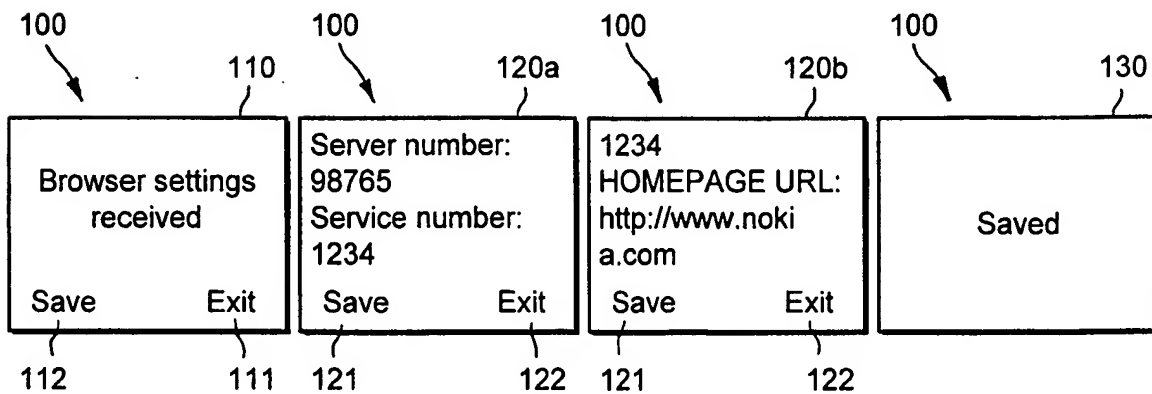 100
110
100
120a
100
120b
100
130
Browser settings
received
Save Exit
112
111
Server number:
98765
Service number:
1234
Save Exit
121
122
1234
HOMEPAGE URL:
http://www.noki
a.com
Save Exit
121
122
Saved